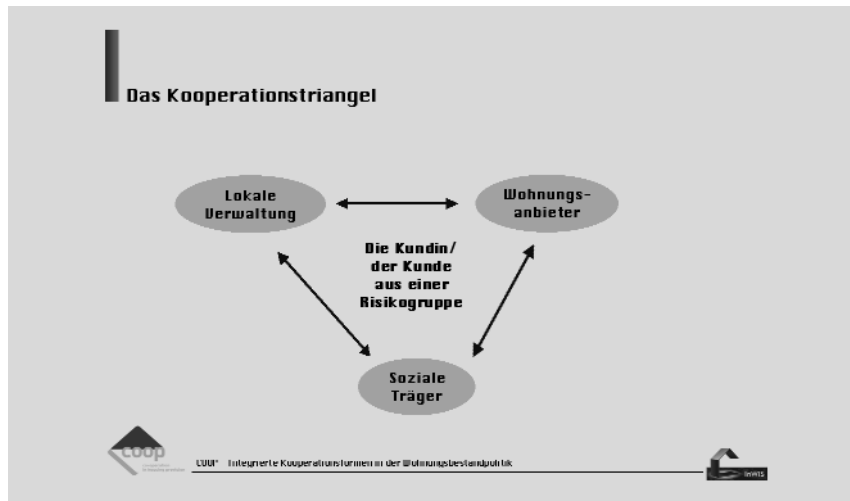 Das Kooperationstriangel
Lokale
Verwaltung
Wohnungs-
anbieter
Die Kundin/
der Kunde
aus einer
Risikogruppe
Soziale
Träger
coop
COOP Integrierte Kooperationsformen in der Wohnungsbestandpolitik
InWIS